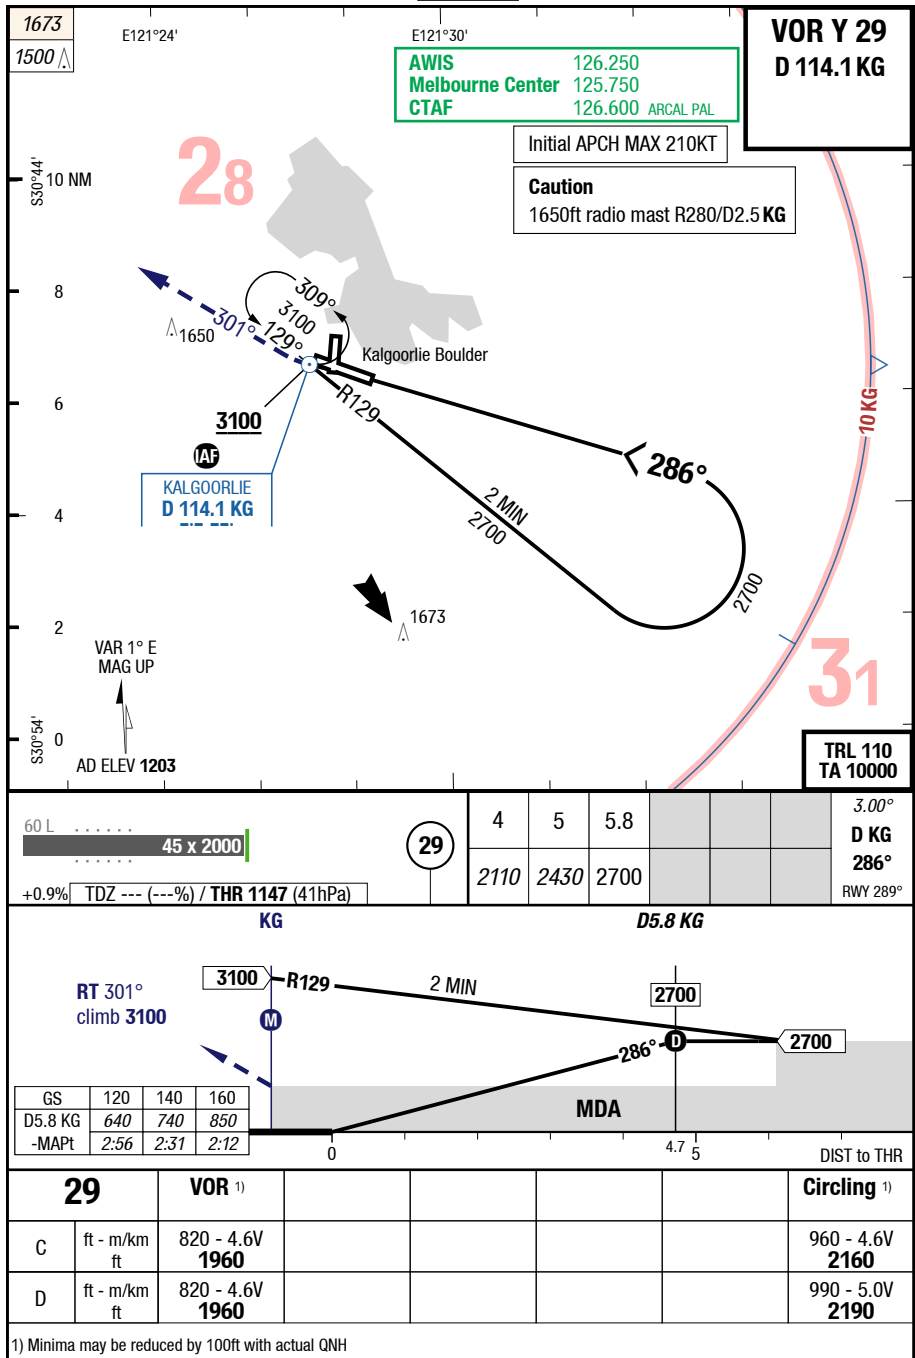 1673
1500
E121°24'
E121°30'
VOR Y 29
D 114.1 KG
AWIS 126.250
Melbourne Center 125.750
CTAF 126.600 ARCAL PAL
Initial APCH MAX 210KT
Caution
1650ft radio mast R280/D2.5 KG
S30°44'
10 NM
28
8
309°
3100
301°
129°
1650
Kalgoorlie Boulder
6
R129
10 KG
3100
IAF
286°
KALGOORLIE
D 114.1 KG
4
2 MIN
2700
2700
1673
2
VAR 1° E
MAG UP
31
S30°54'
0
AD ELEV 1203
TRL 110
TA 10000
60 L
45 x 2000
+0.9%
TDZ --- (---%) / THR 1147 (41hPa)
29
4 5 5.8
2110 2430 2700
3.00°
D KG
286°
RWY 289°
KG
D5.8 KG
3100
R129
2 MIN
2700
RT 301°
climb 3100
M
286°
D
2700
MDA
GS 120 140 160
D5.8 KG 640 740 850
-MAPt 2:56 2:31 2:12
0
4.7
5
DIST to THR
29 VOR 1) Circling 1)
C ft - m/km 820 - 4.6V 960 - 4.6V
ft 1960 2160
D ft - m/km 820 - 4.6V 990 - 5.0V
ft 1960 2190
1) Minima may be reduced by 100ft with actual QNH